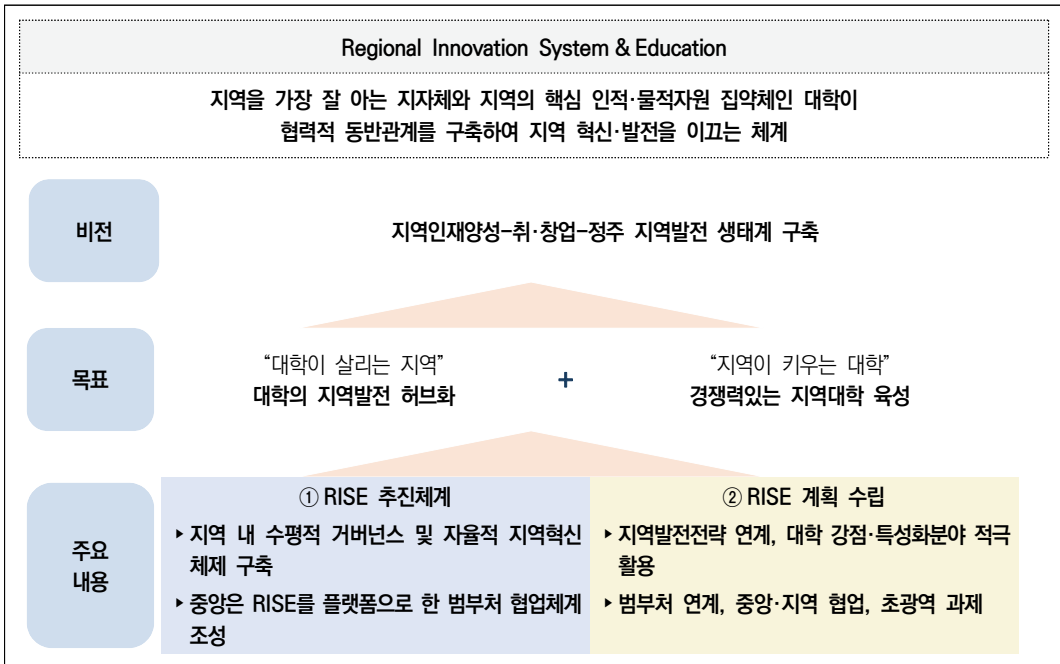 Regional Innovation System & Education
지역을 가장 잘 아는 지자체와 지역의 핵심 인적·물적자원 집약체인 대학이
협력적 동반관계를 구축하여 지역 혁신·발전을 이끄는 체계
비전
지역인재양성-취·창업-정주 지역발전 생태계 구축
목표
“대학이 살리는 지역”
대학의 지역발전 허브화
+
“지역이 키우는 대학”
경쟁력있는 지역대학 육성
주요
내용
① RISE 추진체계
▸지역 내 수평적 거버넌스 및 자율적 지역혁신
체제 구축
▸중앙은 RISE를 플랫폼으로 한 범부처 협업체계
조성
② RISE 계획 수립
▸지역발전전략 연계, 대학 강점·특성화분야 적극
활용
▸범부처 연계, 중앙·지역 협업, 초광역 과제